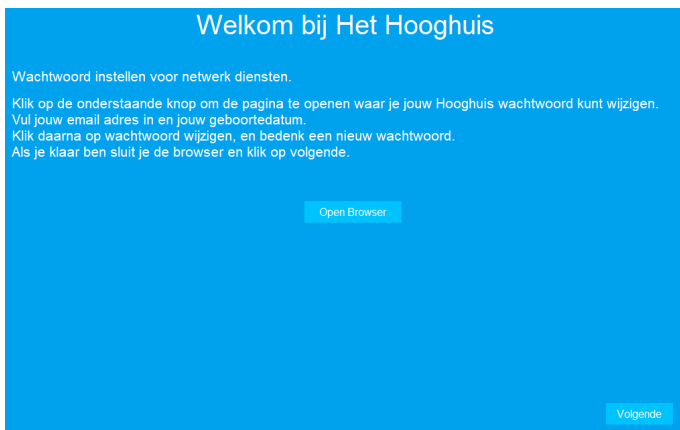 Welkom bij Het Hooghuis
Wachtwoord instellen voor netwerk diensten.
Klik op de onderstaande knop om de pagina te openen waar je jouw Hooghuis wachtwoord kunt wijzigen.
Vul jouw email adres in en jouw geboortedatum.
Klik daarna op wachtwoord wijzigen, en bedenk een nieuw wachtwoord.
Als je klaar ben sluit je de browser en klik op volgende.
Open Browser
Volgende